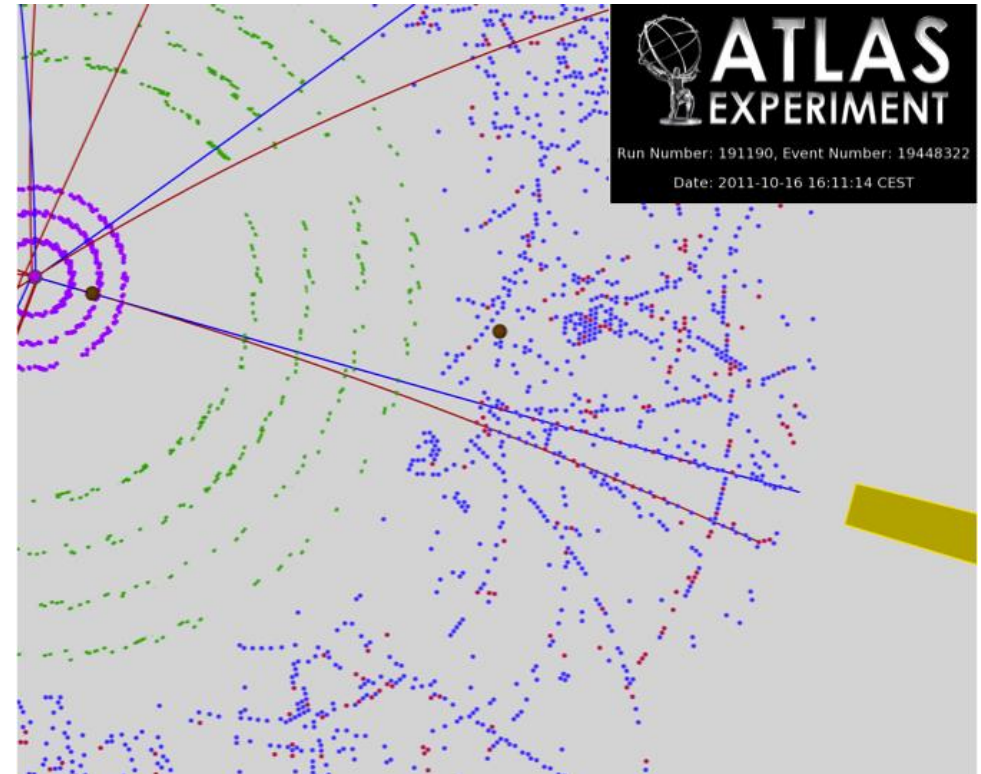 ATLAS
EXPERIMENT
Run Number: 191190, Event Number: 19448322
Date: 2011-10-16 16:11:14 CEST